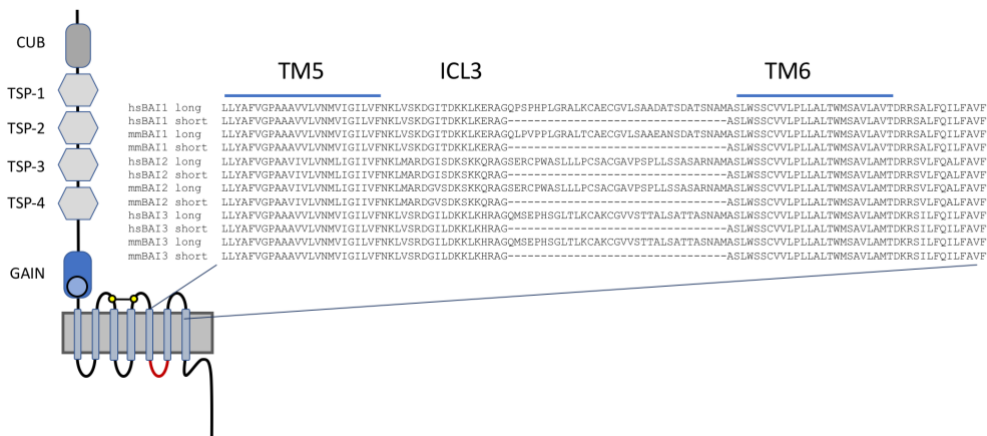 CUB
TSP-1
TSP-2
TSP-3
TSP-4
GAIN
TM5 ICL3 TM6
hsBAI1 long LLYAFVGPAAAVVLVNMVIGILVFNKLVSKDGITDKKLKERAGQPSPHPLGRALKCAECGVLSAADATSDATSNAMASLWSSCVVLPLLALTWMSAVLAVTDRRSALFQILFAVF
hsBAI1 short LLYAFVGPAAAVVLVNMVIGILVFNKLVSKDGITDKKLKERAG----------------------------------ASLWSSCVVLPLLALTWMSAVLAVTDRRSALFQILFAVF
mmBAI1 long LLYAFVGPAAAVVLVNMVIGILVFNKLVSKDGITDKKLKERAGQLPVPPLGRALTCAECGVLSAAEANSDATSNAMASLWSSCVVLPLLALTWMSAVLAVTDRRSALFQILFAVF
mmBAI1 short LLYAFVGPAAAVVLVNMVIGILVFNKLVSKDGITDKKLKERAG----------------------------------ASLWSSCVVLPLLALTWMSAVLAVTDRRSALFQILFAVF
hsBAI2 long LLYAFVGPAAVIVLVNMLIGIIVFNKLMARDGISDKSKKQRAGSERCPWASLLLPCSACGAVPSPLLSSASARNAMASLWSSCVVLPLLALTWMSAVLAMTDRRSVLFQALFAVF
hsBAI2 short LLYAFVGPAAVIVLVNMLIGIIVFNKLMARDGISDKSKKQRAG----------------------------------ASLWSSCVVLPLLALTWMSAVLAMTDRRSVLFQALFAVF
mmBAI2 long LLYAFVGPAAVIVLVNMLIGIIVFNKLMARDGVSDKSKKQRAGSERCPWASLLLPCSACGAVPSPLLSSASARNAMASLWSSCVVLPLLALTWMSAVLAMTDRRSVLFQALFAVF
mmBAI2 short LLYAFVGPAAVIVLVNMLIGIIVFNKLMARDGVSDKSKKQRAG----------------------------------ASLWSSCVVLPLLALTWMSAVLAMTDRRSVLFQALFAVF
hsBAI3 long LLYAFVGPAAAVVLVNMVIGILVFNKLVSRDGILDKKLKHRAGQMSEPHSGLTLKCAKCGVVSTTALSATTASNAMASLWSSCVVLPLLALTWMSAVLAMTDKRSILFQILFAVF
hsBAI3 short LLYAFVGPAAAVVLVNMVIGILVFNKLVSRDGILDKKLKHRAG----------------------------------ASLWSSCVVLPLLALTWMSAVLAMTDKRSILFQILFAVF
mmBAI3 long LLYAFVGPAAAVVLVNMVIGILVFNKLVSRDGILDKKLKHRAGQMSEPHSGLTLKCAKCGVVSTTALSATTASNAMASLWSSCVVLPLLALTWMSAVLAMTDKRSILFQILFAVF
mmBAI3 short LLYAFVGPAAAVVLVNMVIGILVFNKLVSRDGILDKKLKHRAG----------------------------------ASLWSSCVVLPLLALTWMSAVLAMTDKRSILFQILFAVF